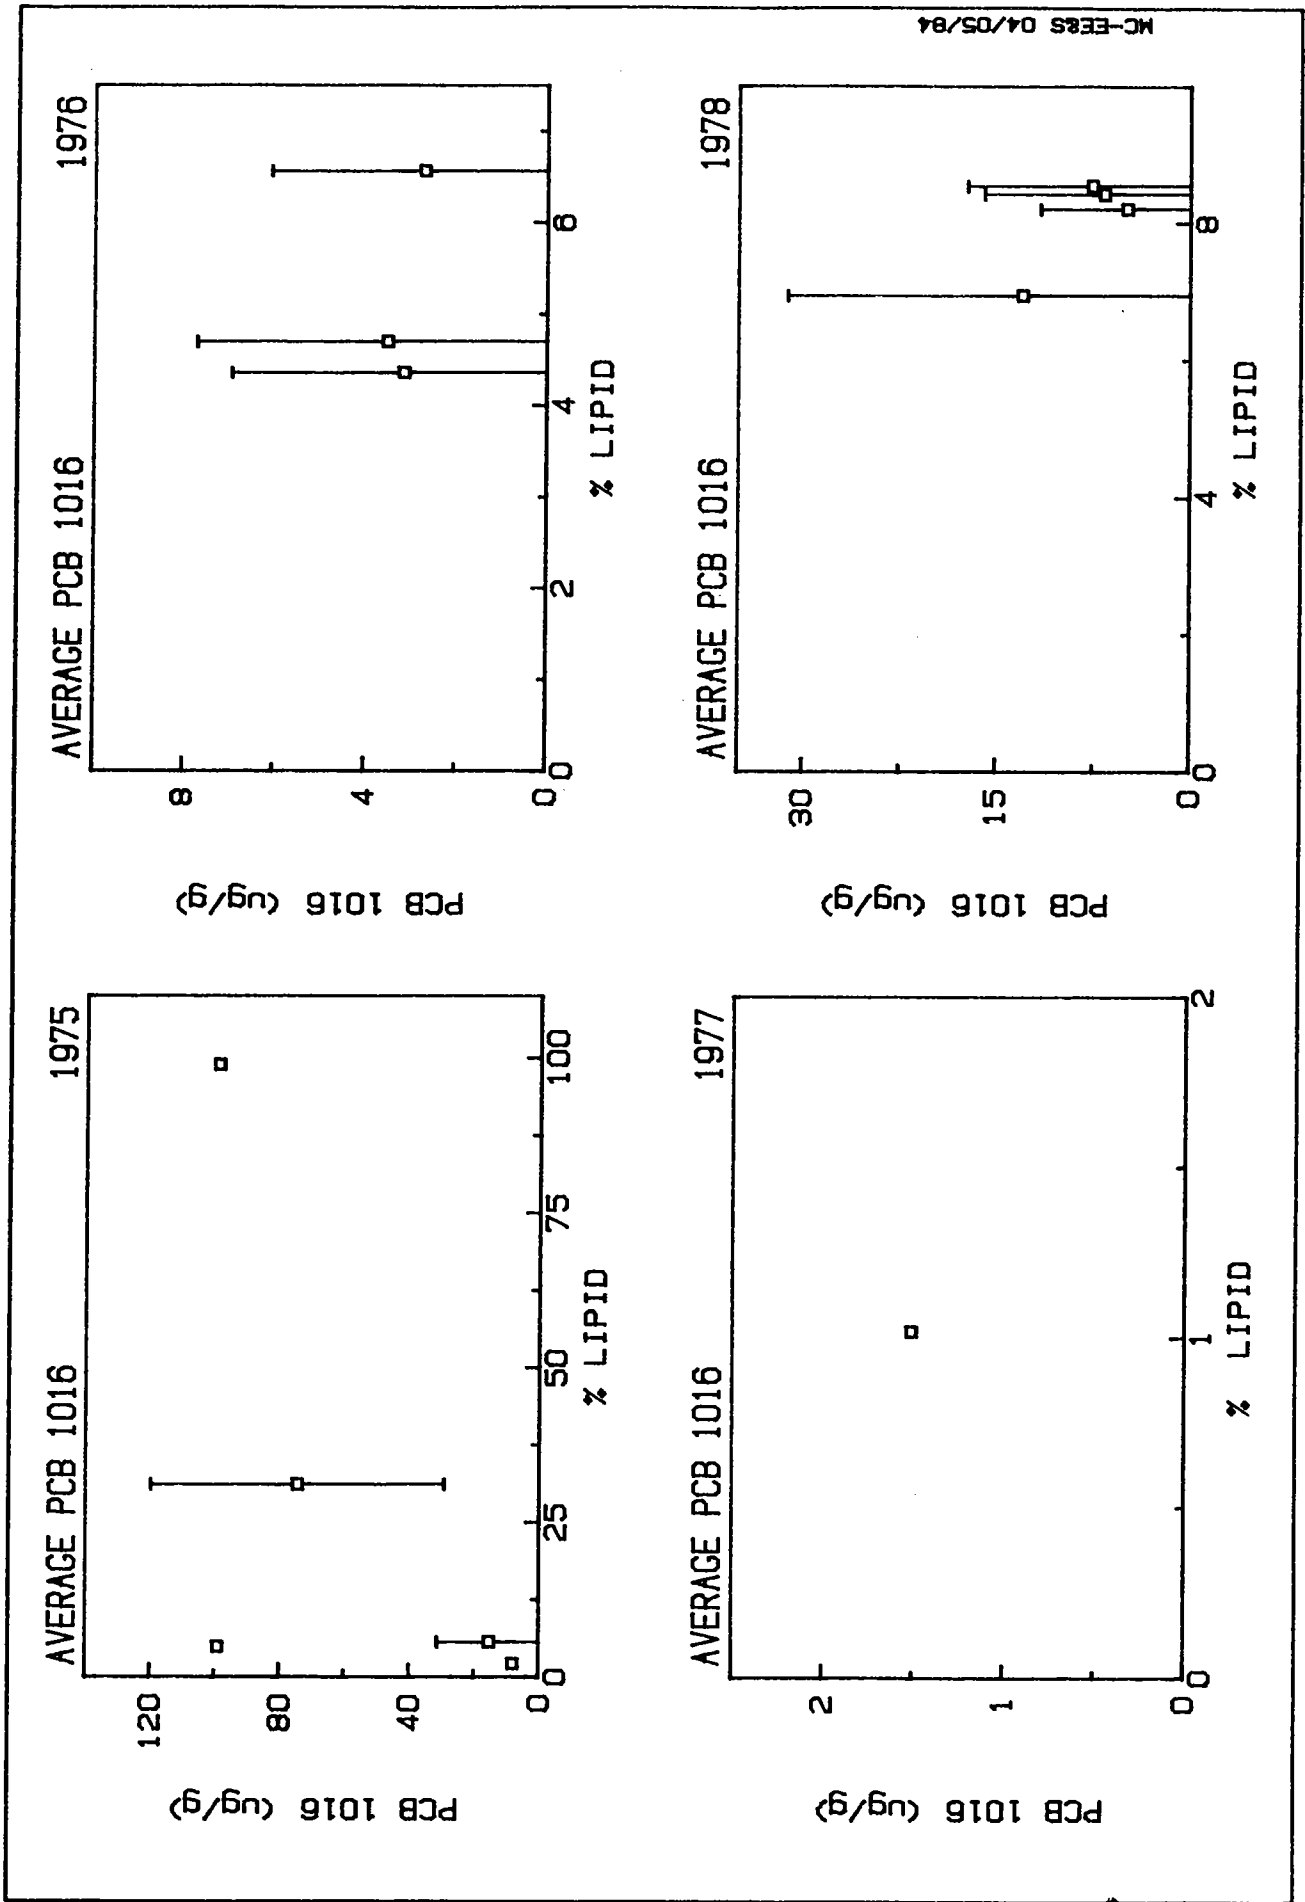 AVERAGE PCB 1016 1975
PCB 1016 (ug/g)
120
80
40
0
0 25 50 75 100
% LIPID
AVERAGE PCB 1016 1976
PCB 1016 (ug/g)
8
4
0
0 2 4 6
% LIPID
AVERAGE PCB 1016 1977
PCB 1016 (ug/g)
2
1
0
0 1 2
% LIPID
AVERAGE PCB 1016 1978
PCB 1016 (ug/g)
30
15
0
0 4 8
% LIPID
MC-EE&S 04/05/84